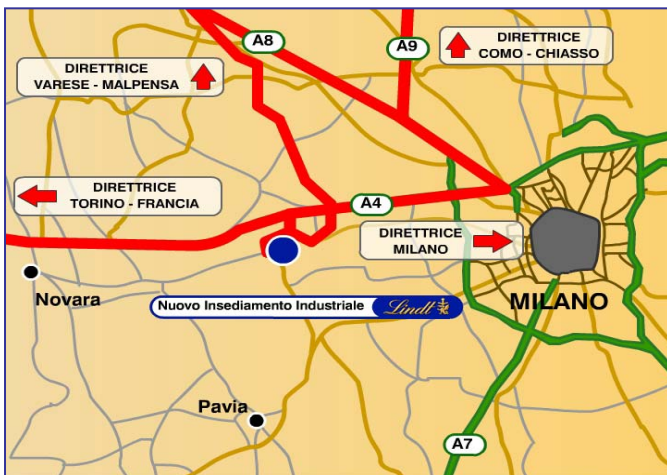 A8
A9
DIRETTRICE
COMO - CHIASSO
DIRETTRICE
VARESE - MALPENSA
DIRETTRICE
TORINO - FRANCIA
A4
DIRETTRICE
MILANO
Novara
Nuovo Insediamento Industriale Lindt
MILANO
Pavia
A7